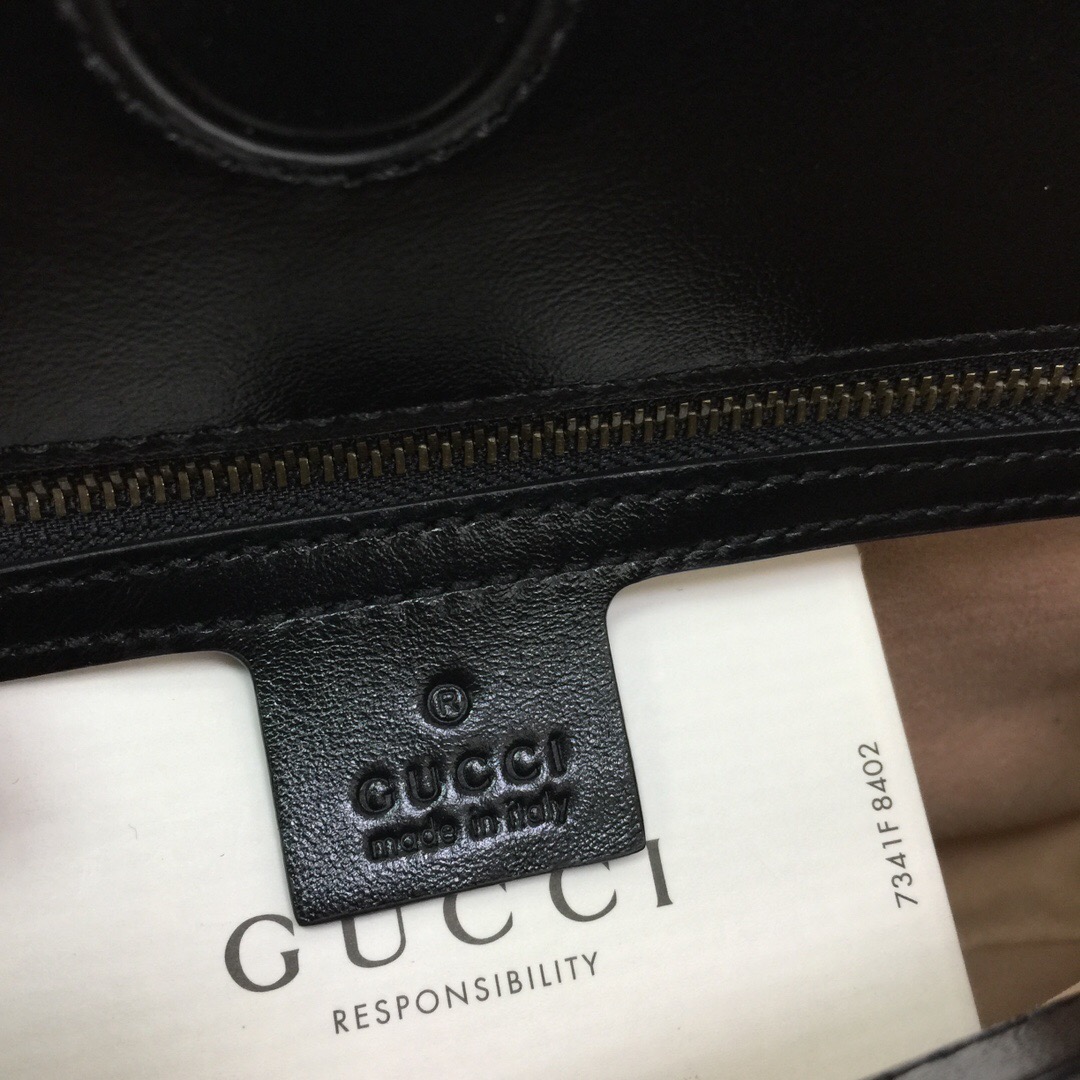 ®
GUCCI
made in italy
GUCCI
RESPONSIBILITY
7341F 8402